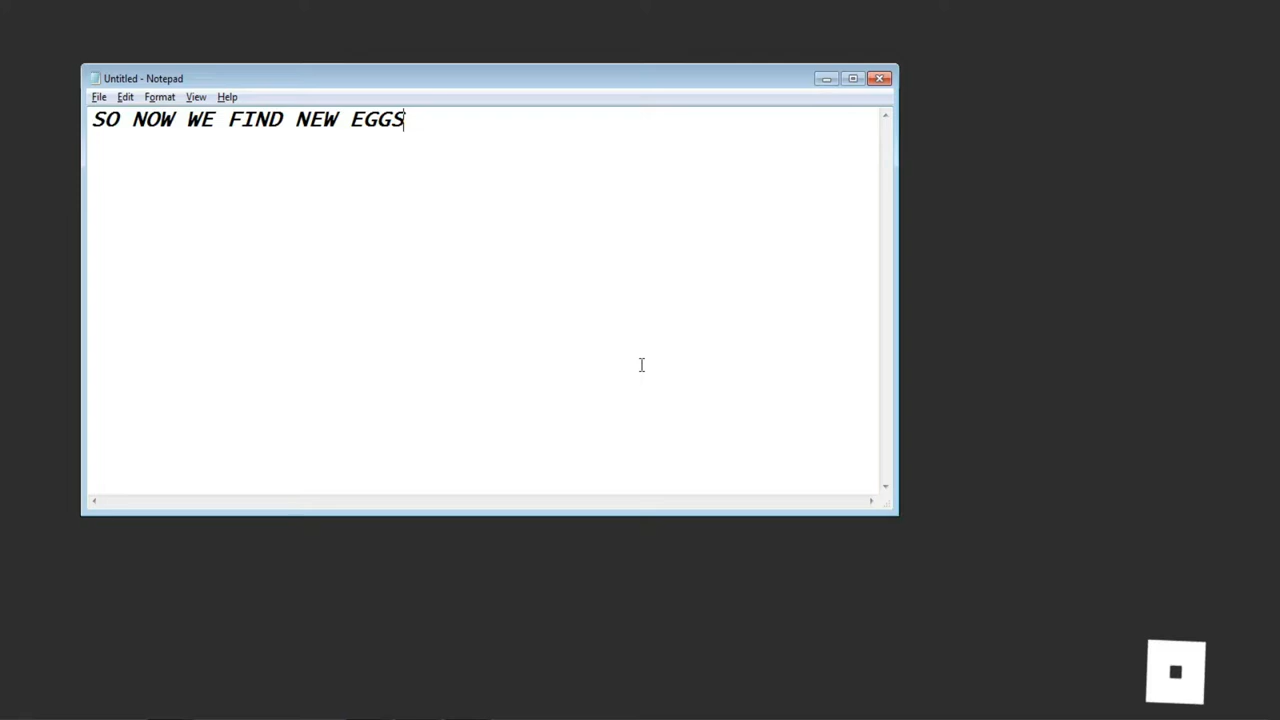 Untitled - Notepad
File Edit Format View Help
SO NOW WE FIND NEW EGGS